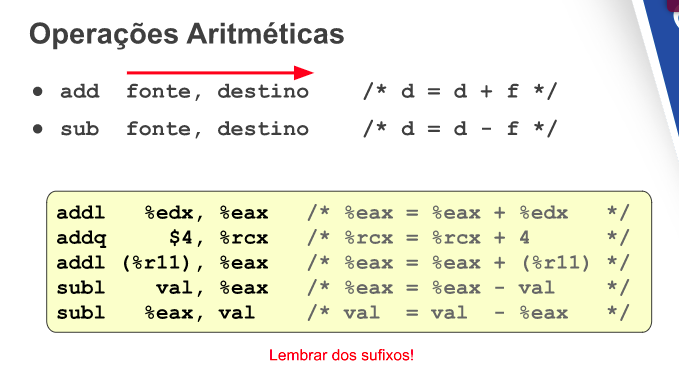 Operações Aritméticas
● add fonte, destino /* d = d + f */
● sub fonte, destino /* d = d - f */
addl %edx, %eax /* %eax = %eax + %edx */
addq $4, %rcx /* %rcx = %rcx + 4 */
addl (%r11), %eax /* %eax = %eax + (%r11) */
subl val, %eax /* %eax = %eax - val */
subl %eax, val /* val = val - %eax */
Lembrar dos sufixos!